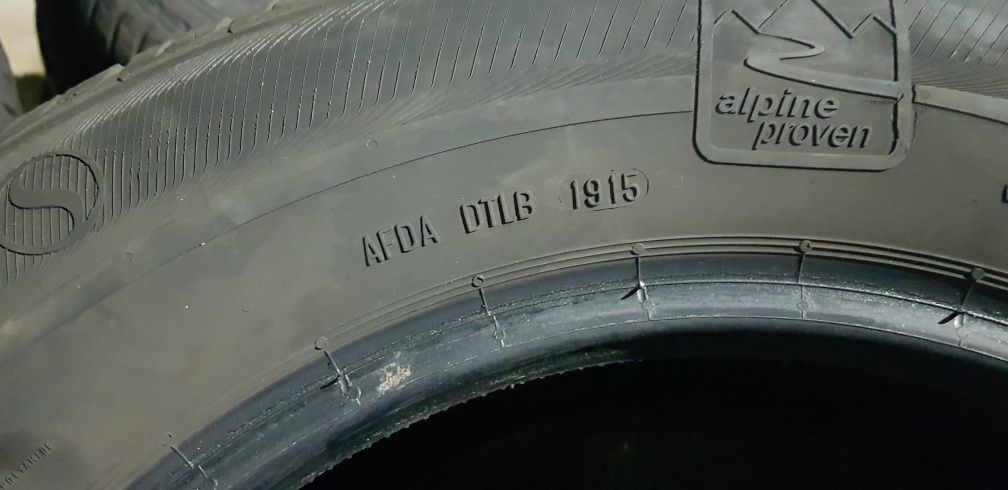 alpine
proven
AFDA DTLB 1915